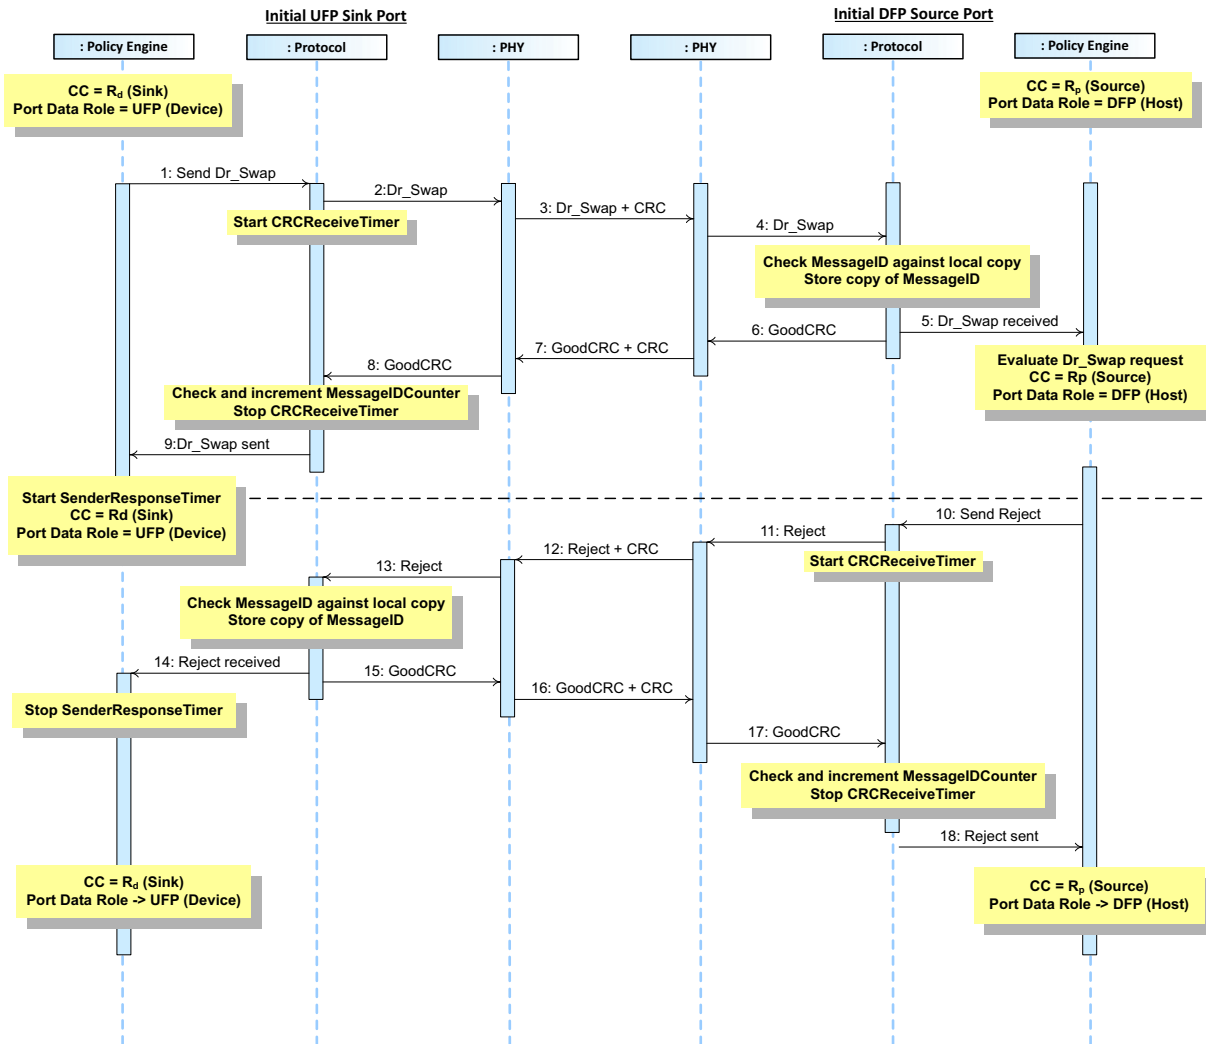 Initial UFP Sink Port
Initial DFP Source Port
: Policy Engine
: Protocol
: PHY
: PHY
: Protocol
: Policy Engine
CC = Rd (Sink)
Port Data Role = UFP (Device)
CC = Rp (Source)
Port Data Role = DFP (Host)
1: Send Dr_Swap
2:Dr_Swap
Start CRCReceiveTimer
3: Dr_Swap + CRC
4: Dr_Swap
Check MessageID against local copy
Store copy of MessageID
5: Dr_Swap received
6: GoodCRC
7: GoodCRC + CRC
8: GoodCRC
Evaluate Dr_Swap request
CC = Rp (Source)
Port Data Role = DFP (Host)
Check and increment MessageIDCounter
Stop CRCReceiveTimer
9:Dr_Swap sent
Start SenderResponseTimer
CC = Rd (Sink)
Port Data Role = UFP (Device)
10: Send Reject
11: Reject
Start CRCReceiveTimer
12: Reject + CRC
13: Reject
Check MessageID against local copy
Store copy of MessageID
14: Reject received
15: GoodCRC
16: GoodCRC + CRC
Stop SenderResponseTimer
17: GoodCRC
Check and increment MessageIDCounter
Stop CRCReceiveTimer
18: Reject sent
CC = Rd (Sink)
Port Data Role -> UFP (Device)
CC = Rp (Source)
Port Data Role -> DFP (Host)